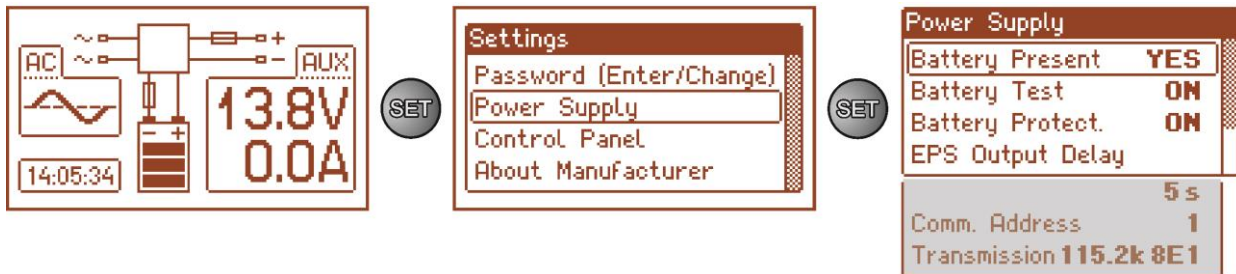 AC
AUX
13.8V
0.0A
14:05:34
- +
SET
Settings
Password (Enter/Change)
Power Supply
Control Panel
About Manufacturer
SET
Power Supply
Battery Present YES
Battery Test ON
Battery Protect. ON
EPS Output Delay
5 s
Comm. Address 1
Transmission 115.2k 8E1